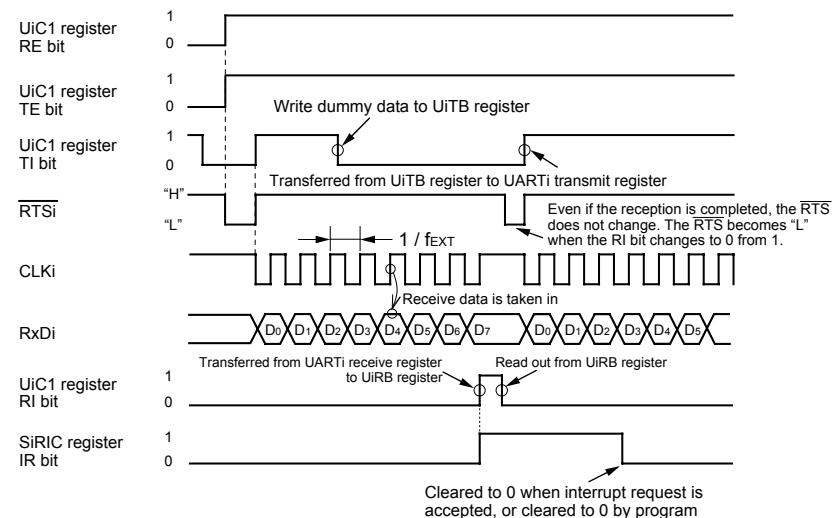 UiC1 register
RE bit
1
0
UiC1 register
TE bit
1
0
Write dummy data to UiTB register
UiC1 register
TI bit
1
0
Transferred from UiTB register to UARTi transmit register
RTSi
“H”
“L”
Even if the reception is completed, the RTS
does not change. The RTS becomes “L”
when the RI bit changes to 0 from 1.
1 / fEXT
CLKi
Receive data is taken in
RxDi
D0 D1 D2 D3 D4 D5 D6 D7 D0 D1 D2 D3 D4 D5
Transferred from UARTi receive register
to UiRB register
Read out from UiRB register
UiC1 register
RI bit
1
0
SiRIC register
IR bit
1
0
Cleared to 0 when interrupt request is
accepted, or cleared to 0 by program